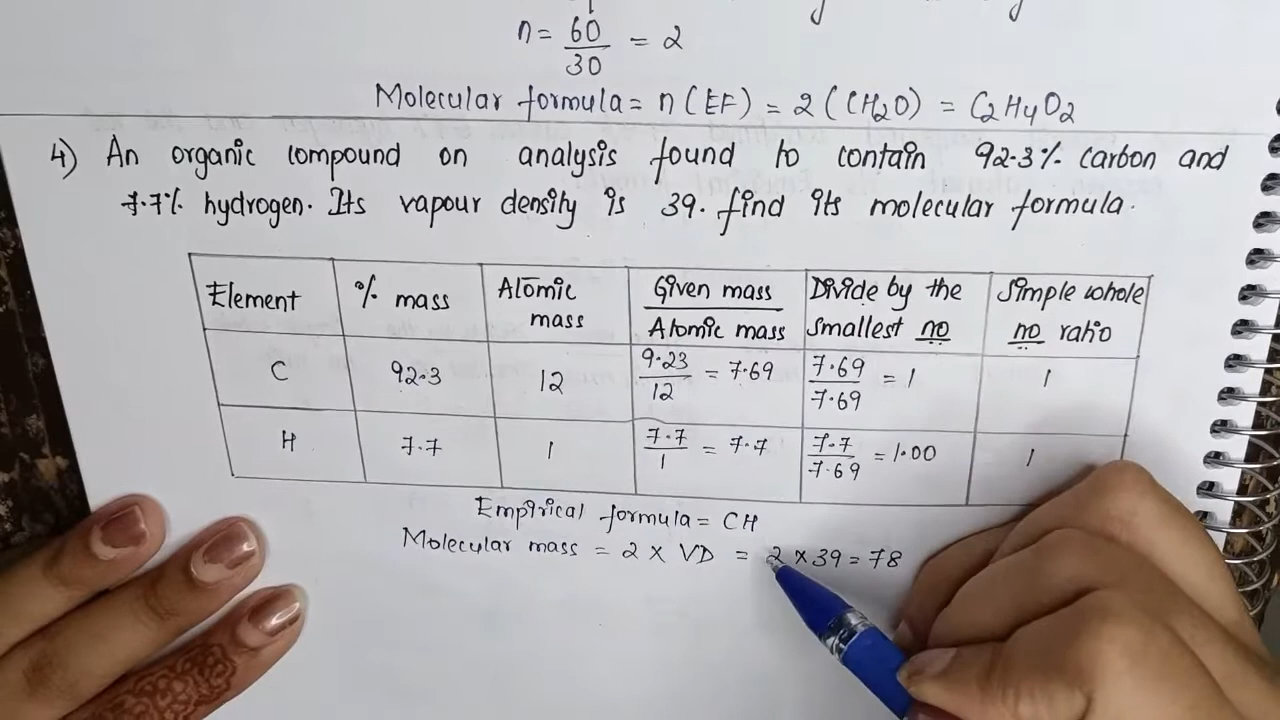 n = 60/30 = 2
Molecular formula = n (EF) = 2 (CH2O) = C2H4O2
4) An organic compound on analysis found to contain 92.3% carbon and
7.7% hydrogen. Its vapour density is 39. find its molecular formula.
Element | % mass | Atomic mass | Given mass / Atomic mass | Divide by the smallest no | Simple whole no ratio
C | 92.3 | 12 | 9.23/12 = 7.69 | 7.69/7.69 = 1 | 1
H | 7.7 | 1 | 7.7/1 = 7.7 | 7.7/7.69 = 1.00 | 1
Empirical formula = CH
Molecular mass = 2 × VD = 2 × 39 = 78